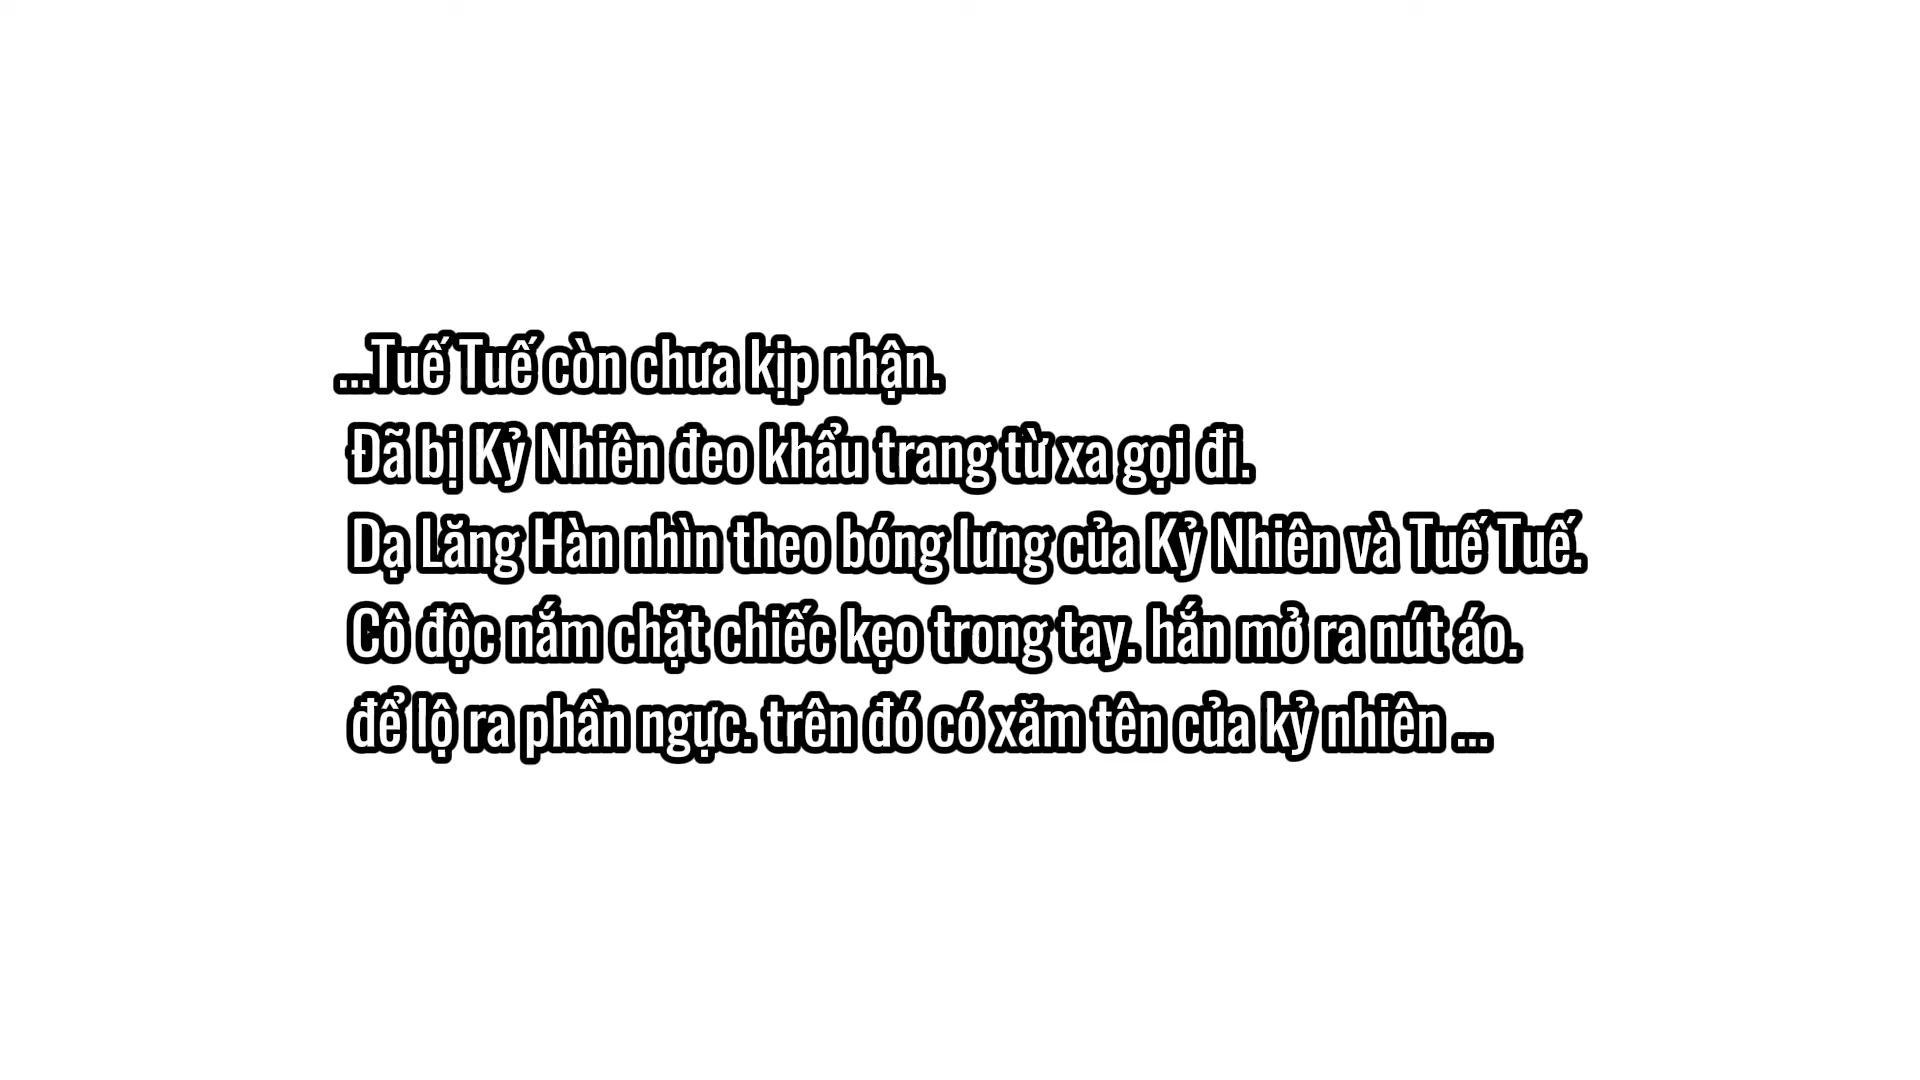 ...Tuế Tuế còn chưa kịp nhận.
Đã bị Kỷ Nhiên đeo khẩu trang từ xa gọi đi.
Dạ Lăng Hàn nhìn theo bóng lưng của Kỷ Nhiên và Tuế Tuế.
Cô độc nắm chặt chiếc kẹo trong tay. hắn mở ra nút áo.
để lộ ra phần ngực. trên đó có xăm tên của kỷ nhiên ...